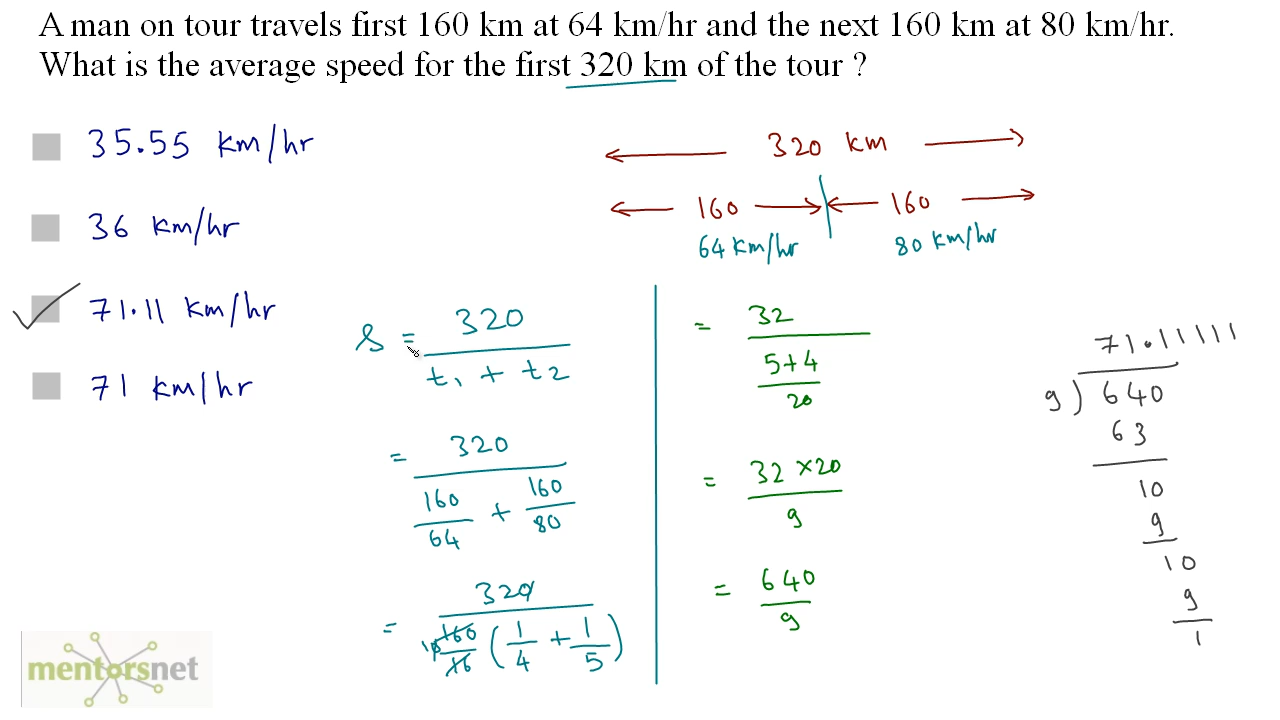 A man on tour travels first 160 km at 64 km/hr and the next 160 km at 80 km/hr.
What is the average speed for the first 320 km of the tour ?
35.55 km/hr
36 km/hr
71.11 km/hr
71 km/hr
320 km
160 160
64 km/hr 80 km/hr
S = 320
t1 + t2
= 320
160 + 160
64 80
= 320
160 ( 1 + 1 )
16 4 5
10
= 32
5+4
20
= 32 ×20
9
= 640
9
71.11111
9 ) 640
63
10
9
10
9
1
mentorsnet